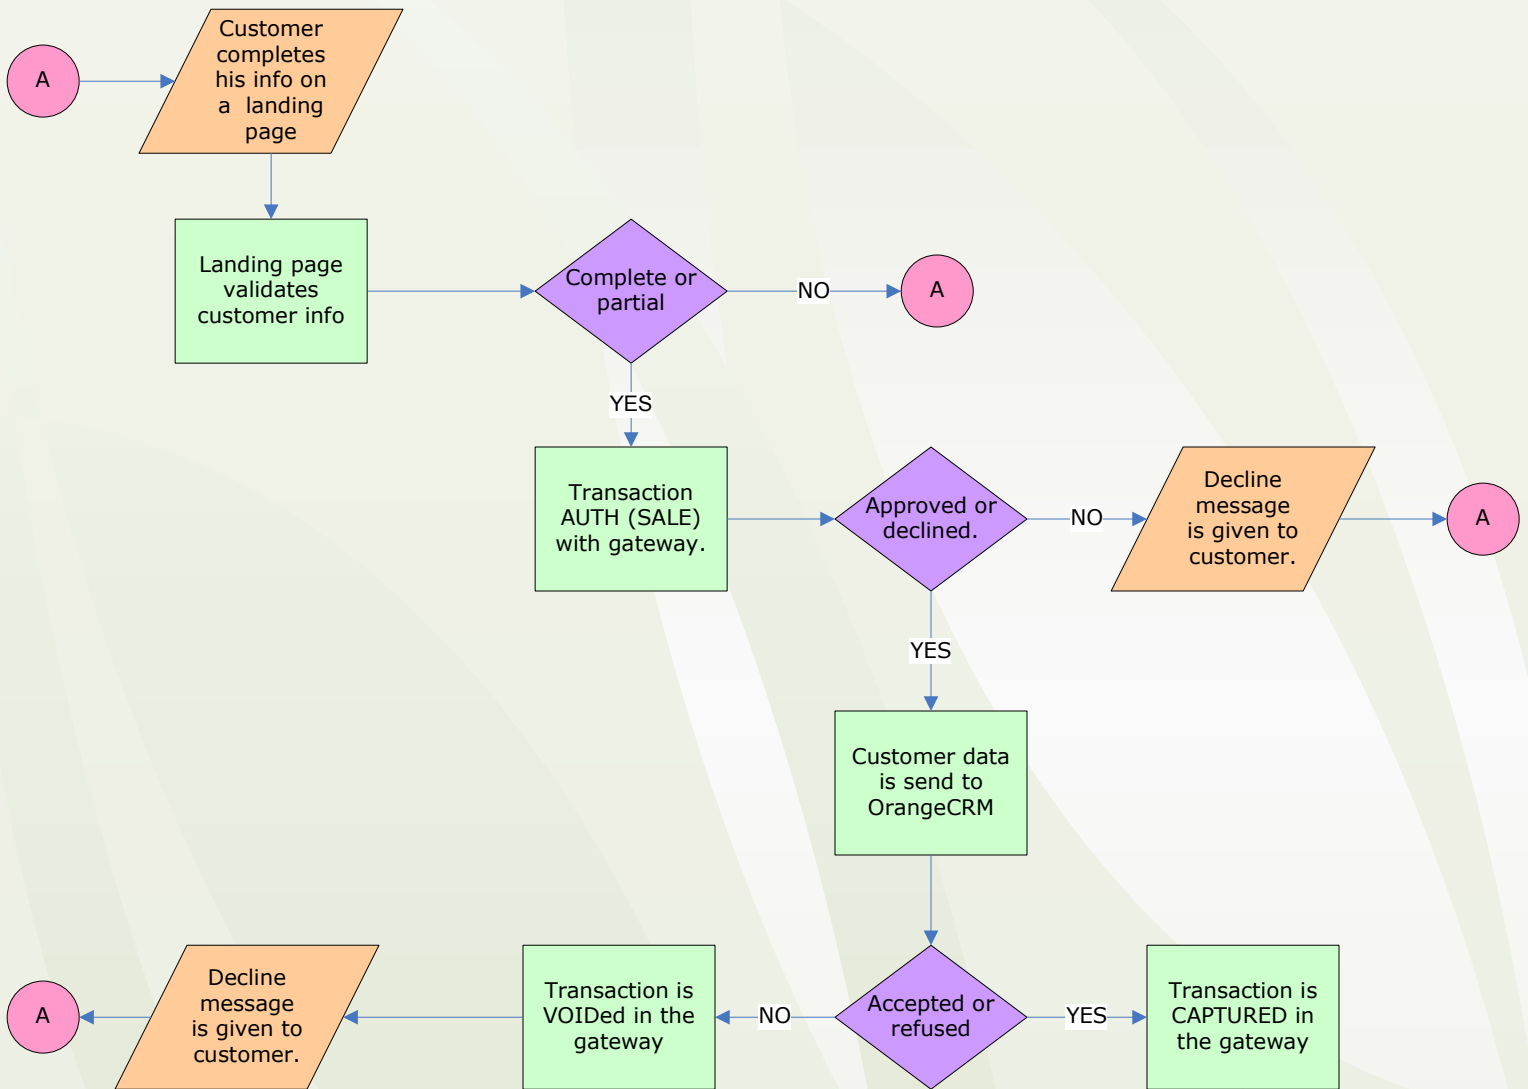 Customer
completes
his info on
a landing
page
A
Landing page
validates
customer info
Complete or
partial
NO
A
YES
Transaction
AUTH (SALE)
with gateway.
Approved or
declined.
NO
Decline
message
is given to
customer.
A
YES
Customer data
is send to
OrangeCRM
Accepted or
refused
YES
Transaction is
CAPTURED in
the gateway
NO
Transaction is
VOIDed in the
gateway
Decline
message
is given to
customer.
A